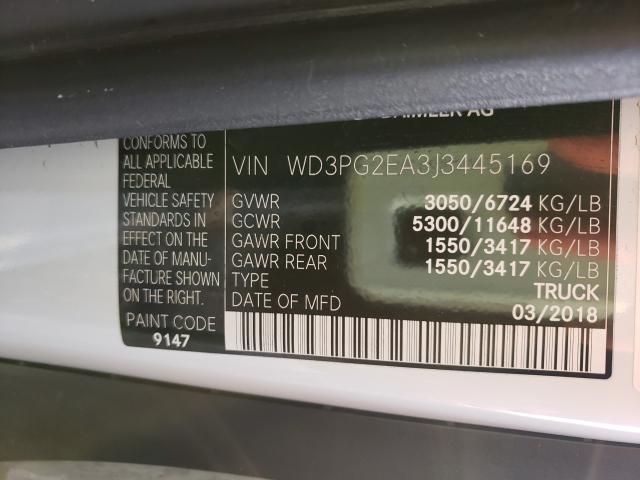 DAIMLER AG
CONFORMS TO
ALL APPLICABLE
FEDERAL
VEHICLE SAFETY
STANDARDS IN
EFFECT ON THE
DATE OF MANU-
FACTURE SHOWN
ON THE RIGHT.
PAINT CODE
9147
VIN WD3PG2EA3J3445169
GVWR 3050/6724 KG/LB
GCWR 5300/11648 KG/LB
GAWR FRONT 1550/3417 KG/LB
GAWR REAR 1550/3417 KG/LB
TYPE TRUCK
DATE OF MFD 03/2018